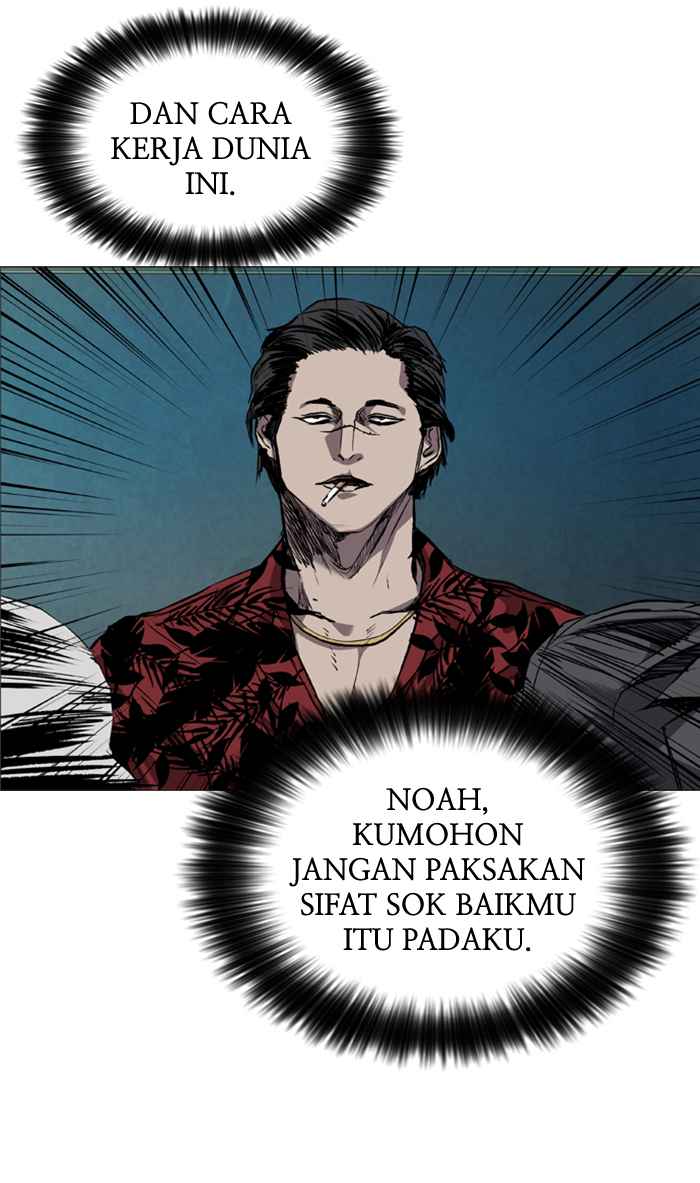 DAN CARA
KERJA DUNIA
INI.
NOAH,
KUMOHON
JANGAN PAKSAKAN
SIFAT SOK BAIKMU
ITU PADAKU.